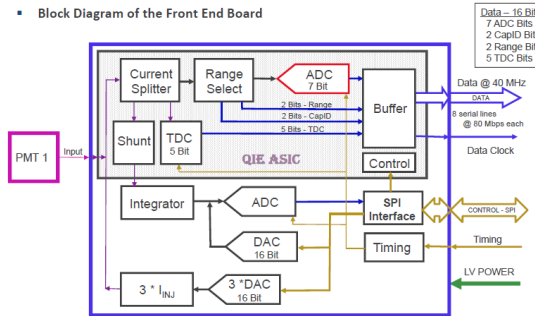 ▪ Block Diagram of the Front End Board
Data – 16 Bit
7 ADC Bits
2 CapID Bits
2 Range Bits
5 TDC Bits
Current Splitter
Range Select
ADC
7 Bit
Buffer
Data @ 40 MHz
DATA
8 serial lines
@ 80 Mbps each
Data Clock
2 Bits - Range
2 Bits - CapID
5 Bits - TDC
Shunt
TDC
5 Bit
QIE ASIC
PMT 1
Input
Control
Integrator
ADC
SPI Interface
CONTROL - SPI
DAC
16 Bit
Timing
Timing
3 * IINJ
3 *DAC
16 Bit
LV POWER